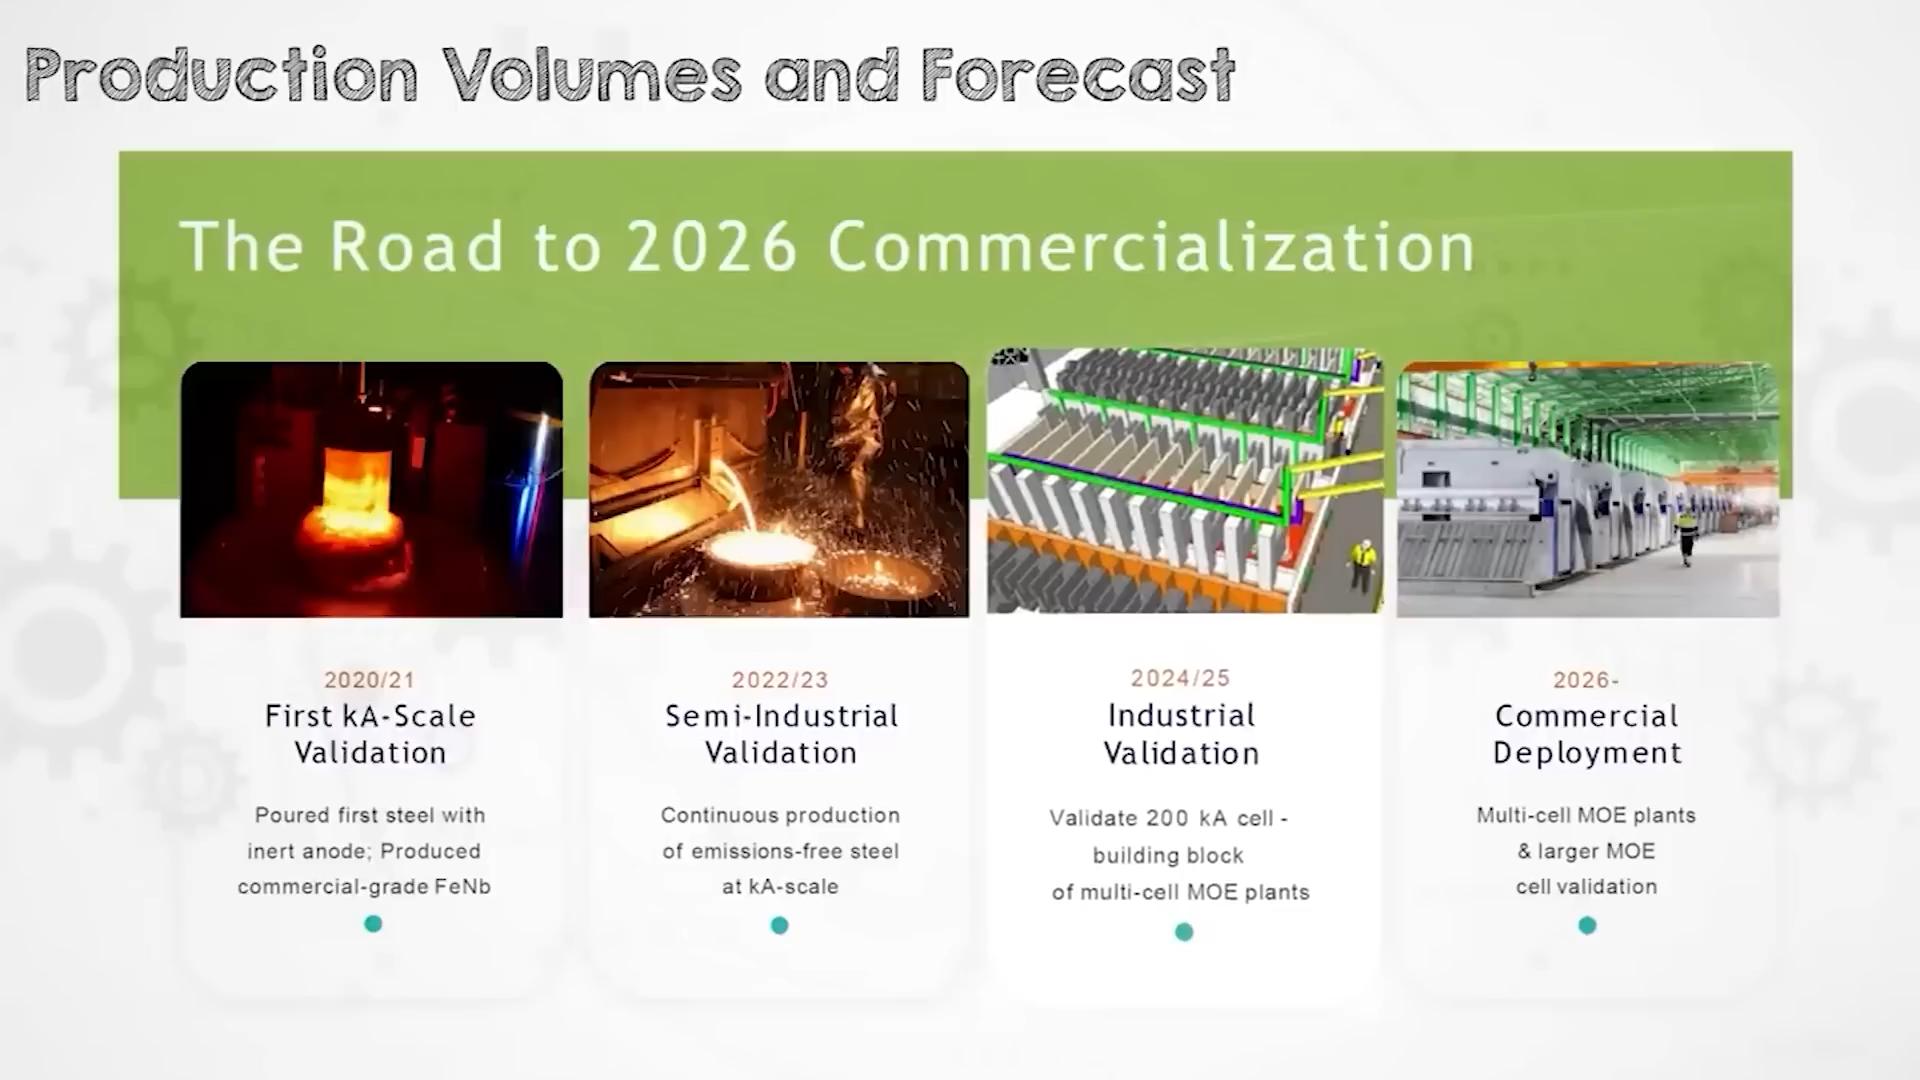 Production Volumes and Forecast
The Road to 2026 Commercialization
2020/21
First kA-Scale
Validation
Poured first steel with
inert anode; Produced
commercial-grade FeNb
2022/23
Semi-Industrial
Validation
Continuous production
of emissions-free steel
at kA-scale
2024/25
Industrial
Validation
Validate 200 kA cell -
building block
of multi-cell MOE plants
2026-
Commercial
Deployment
Multi-cell MOE plants
& larger MOE
cell validation